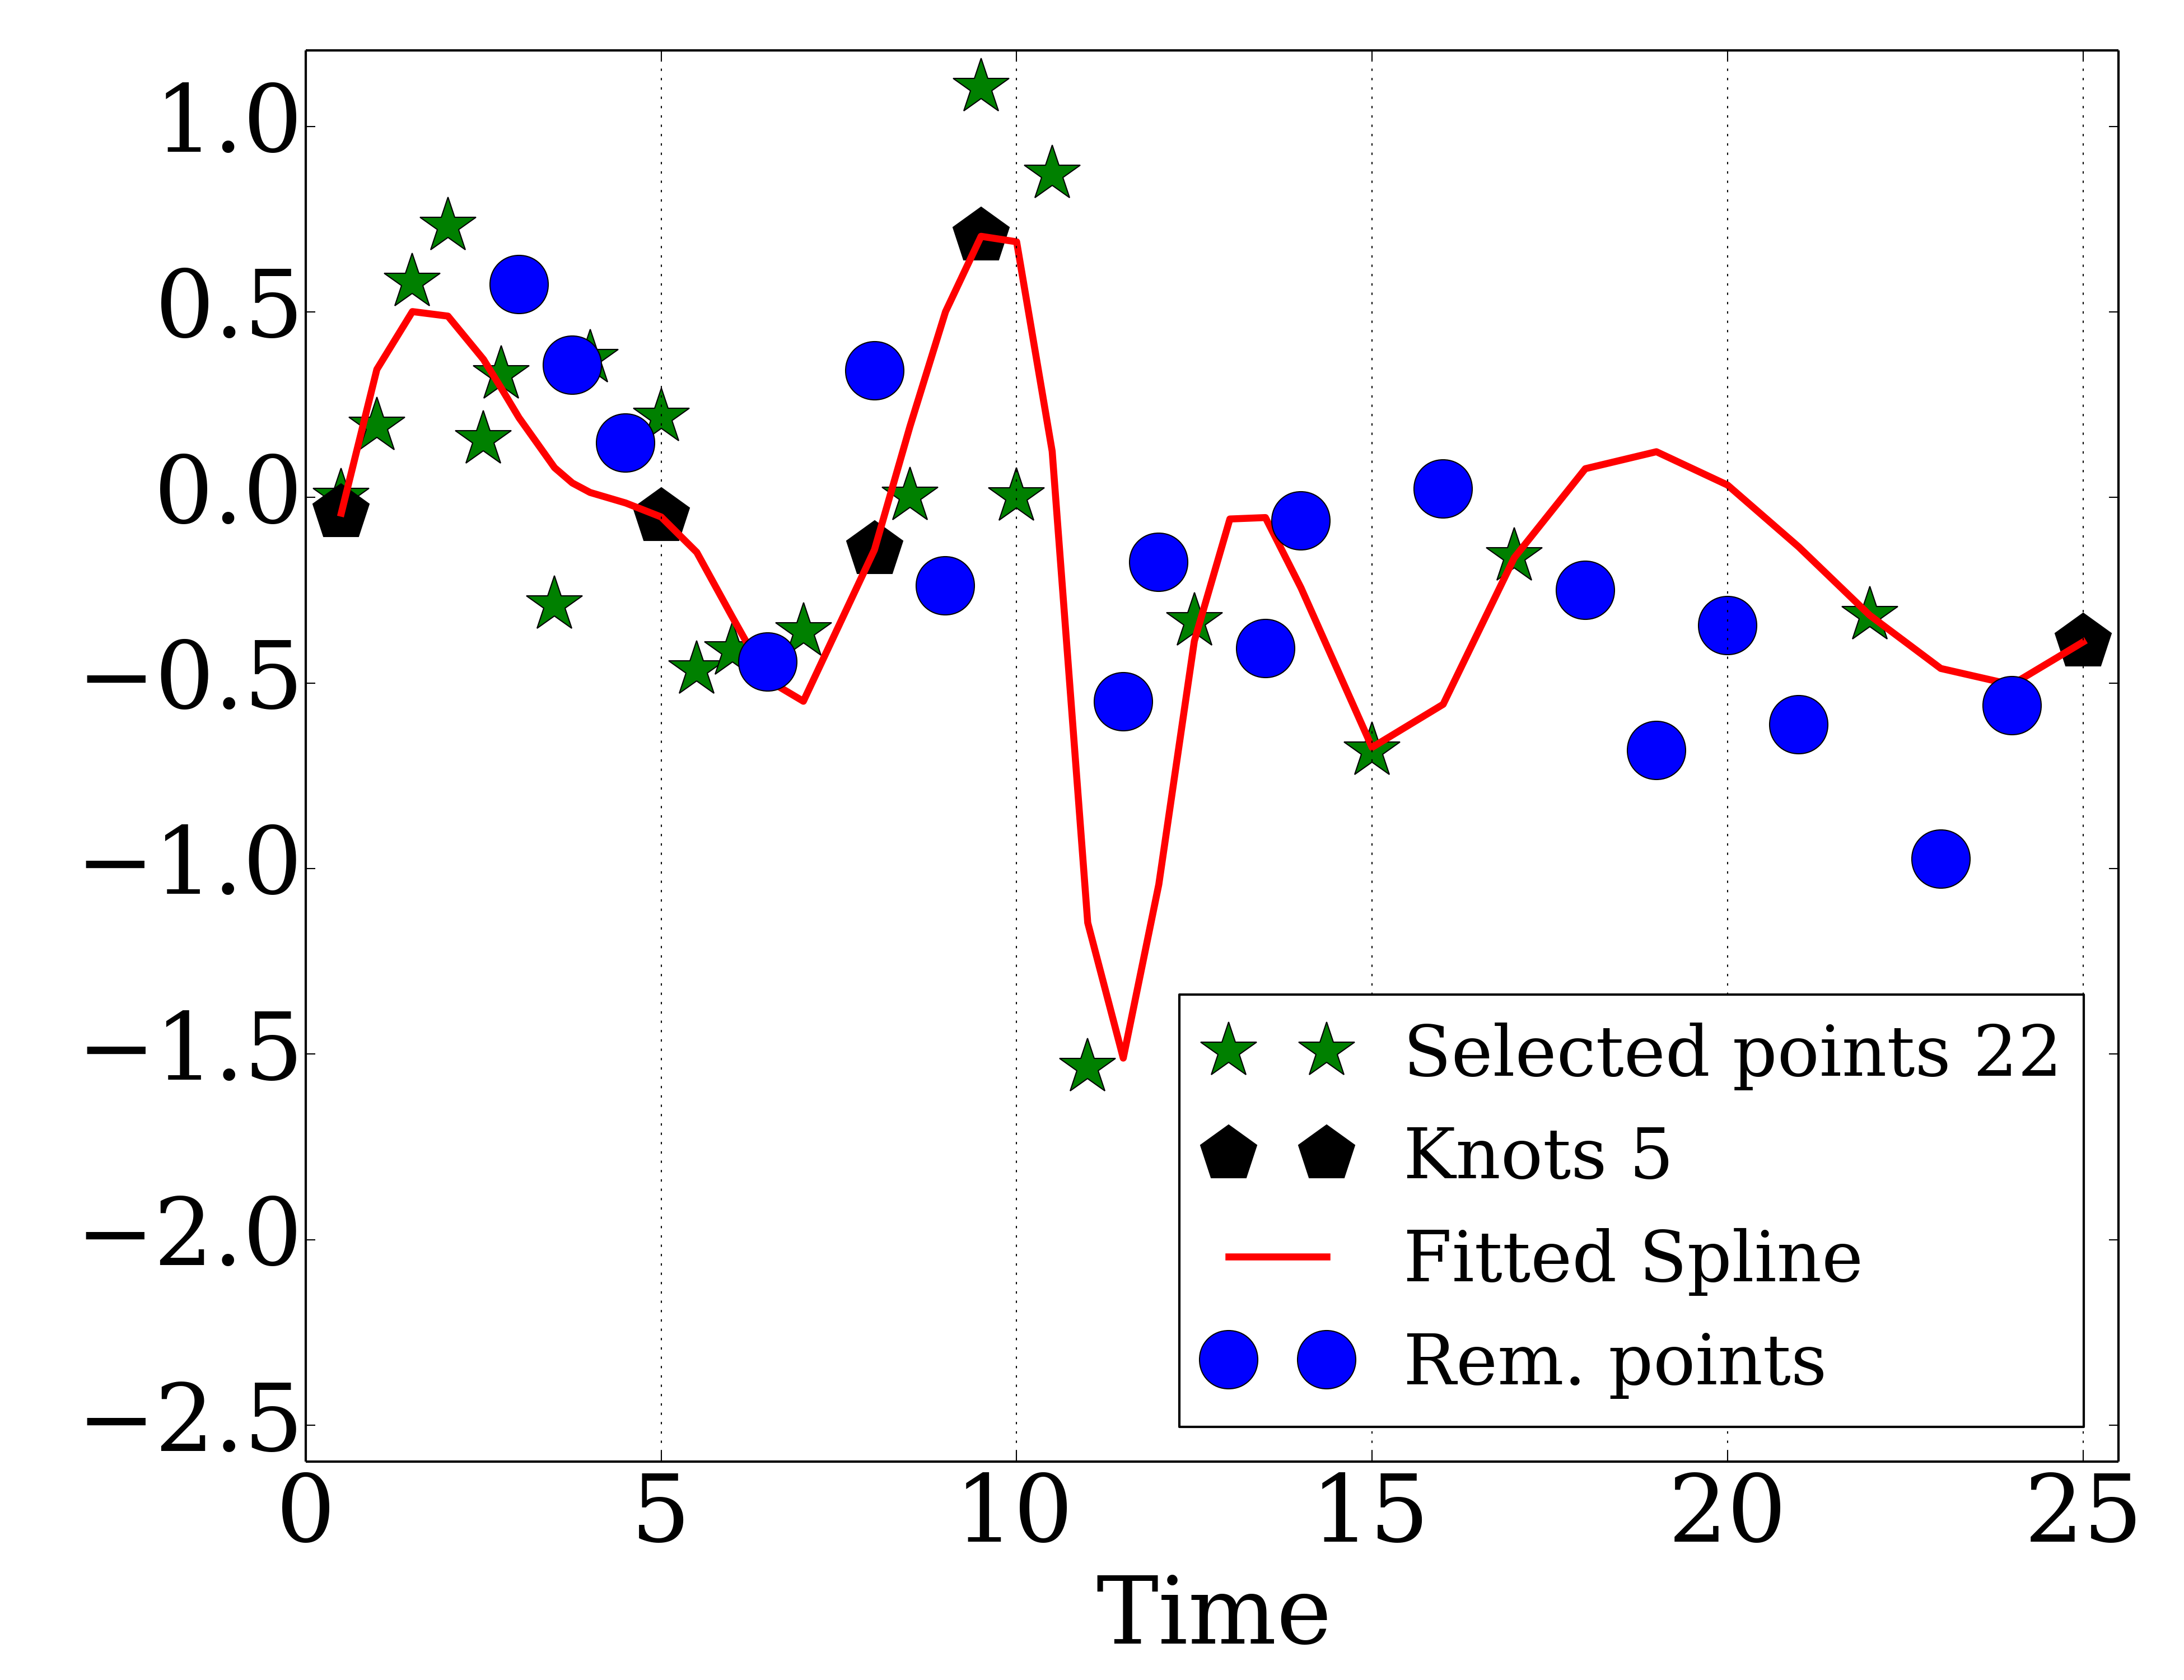 1.0
0.5
0.0
−0.5
−1.0
−1.5
−2.0
−2.5
0 5 10 15 20 25
Time
Selected points 22
Knots 5
Fitted Spline
Rem. points